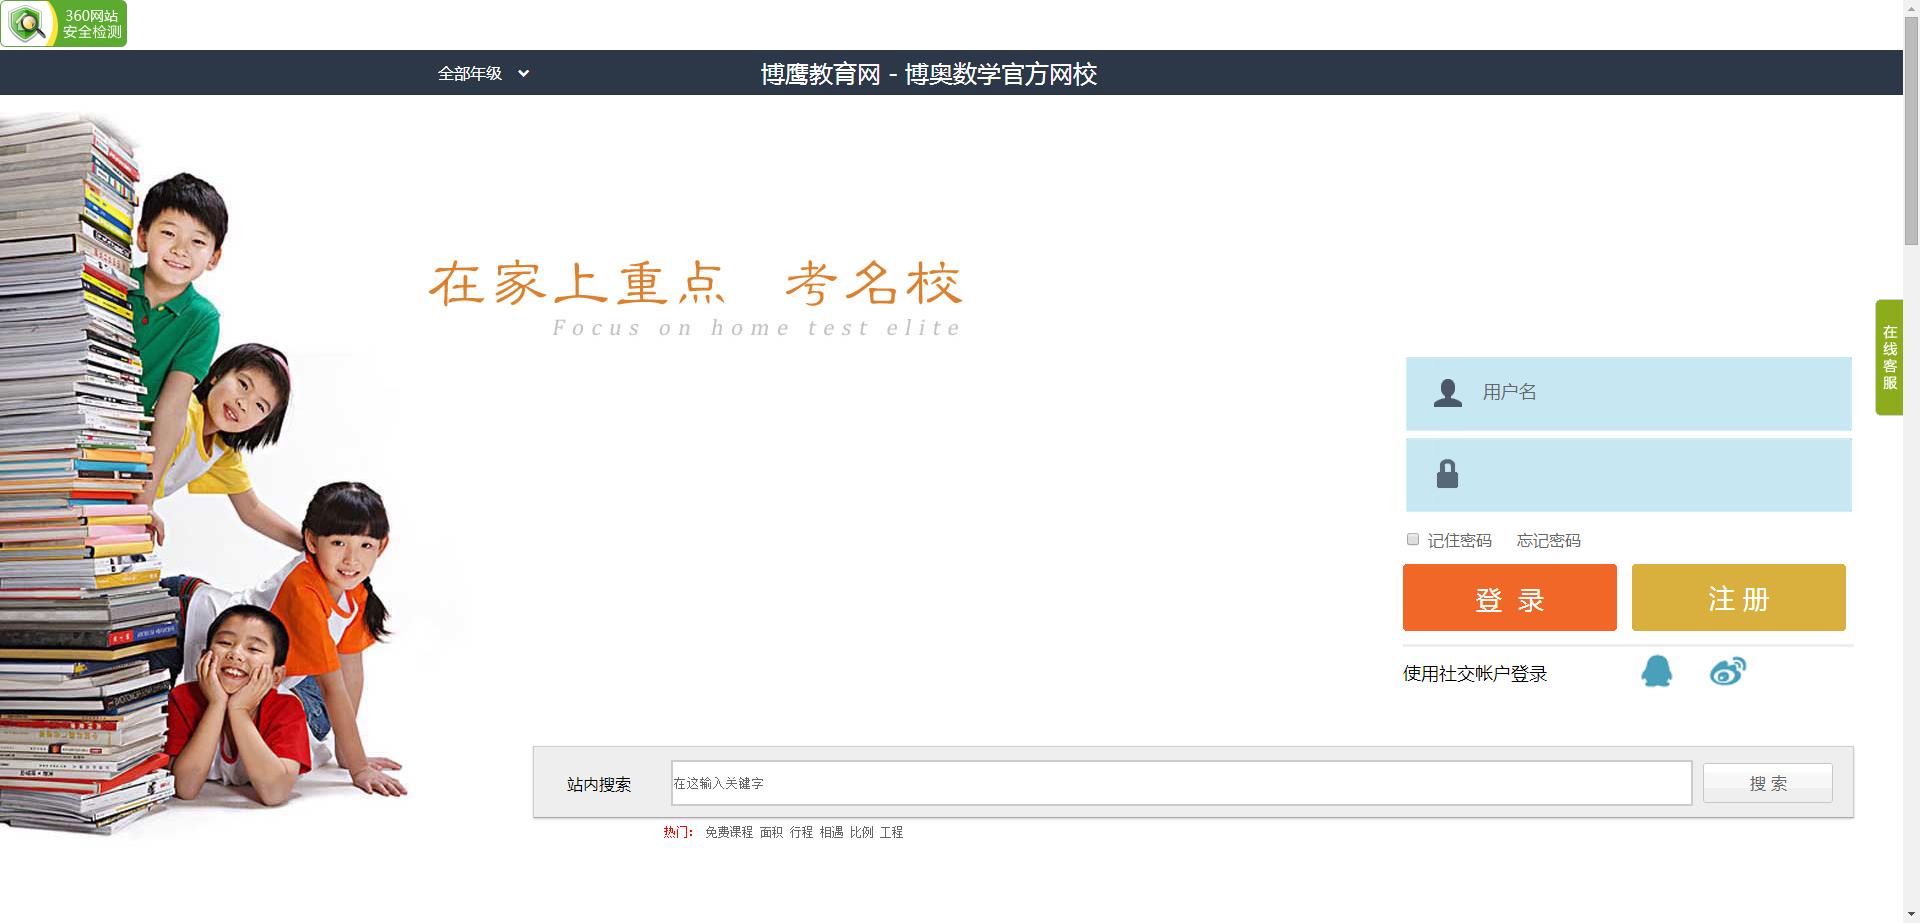 360网站
安全检测
全部年级
博鹰教育网 - 博奥数学官方网校
在家上重点 考名校
Focus on home test elite
在线客服
用户名
记住密码 忘记密码
登 录
注 册
使用社交帐户登录
站内搜索
在这输入关键字
搜 索
热门： 免费课程 面积 行程 相遇 比例 工程